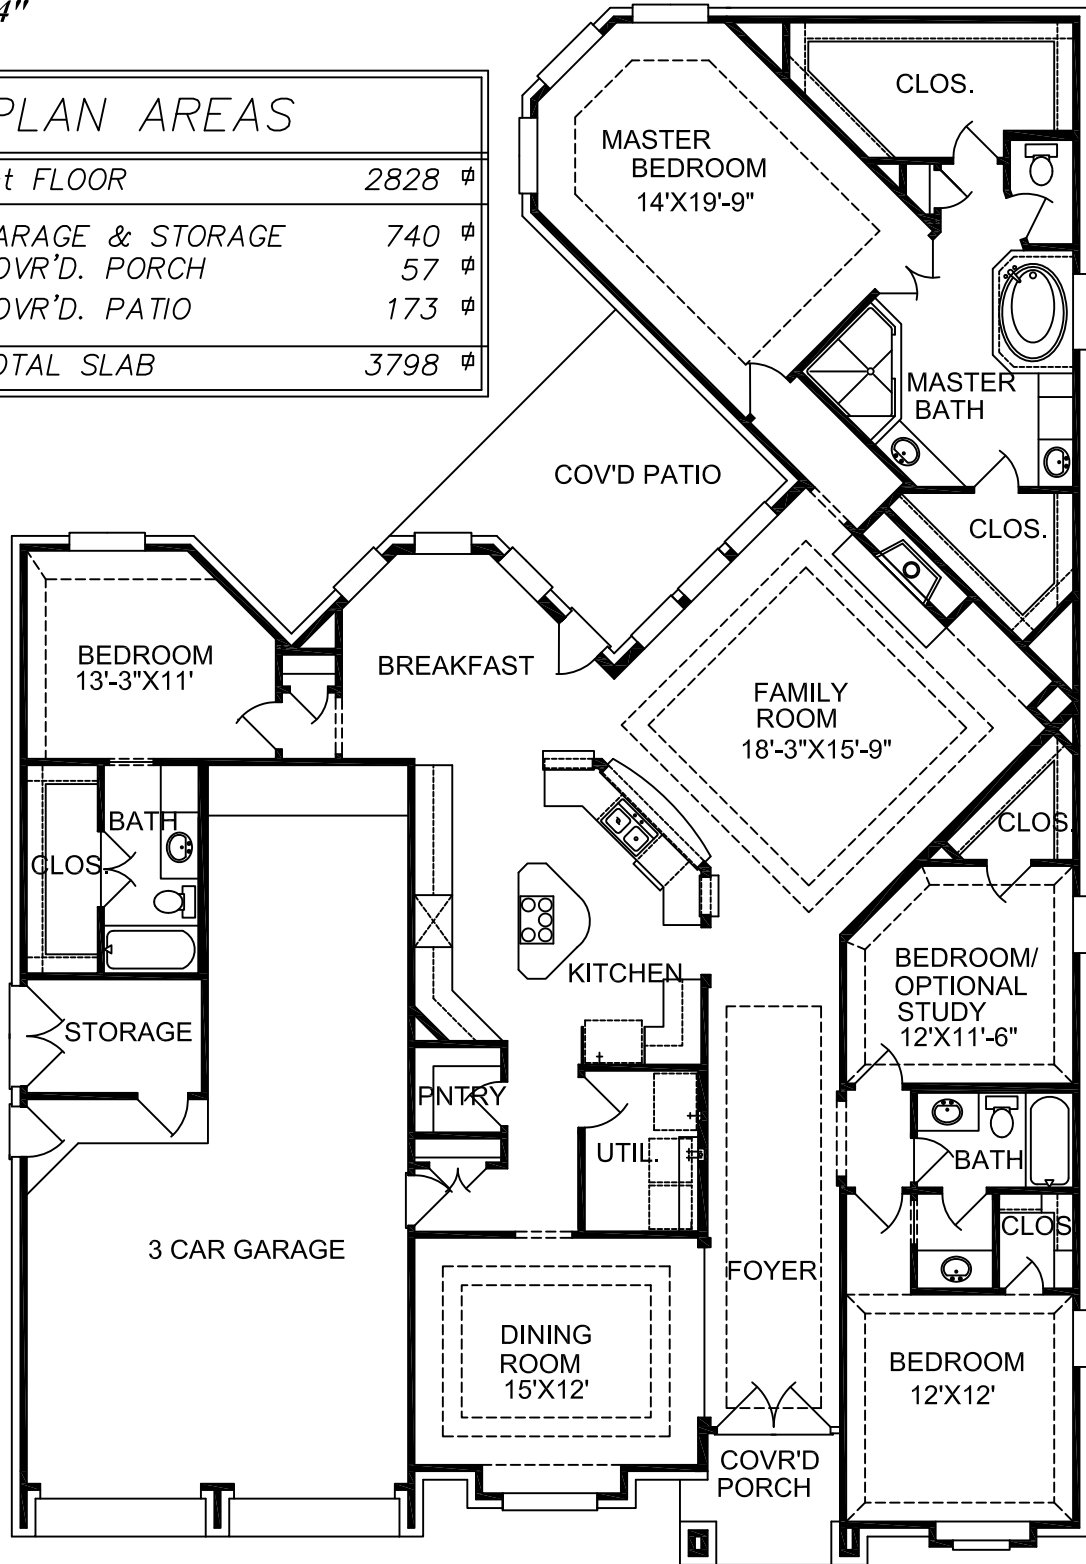 4"
PLAN AREAS
t FLOOR 2828
ARAGE & STORAGE 740
OVR'D. PORCH 57
OVR'D. PATIO 173
OTAL SLAB 3798
CLOS.
MASTER
BEDROOM
14'X19'-9"
MASTER
BATH
COV'D PATIO
CLOS.
BEDROOM
13'-3"X11'
BREAKFAST
FAMILY
ROOM
18'-3"X15'-9"
BATH
CLOS.
CLOS.
KITCHEN
BEDROOM/
OPTIONAL
STUDY
12'X11'-6"
STORAGE
PNTRY
UTIL.
BATH
CLOS
3 CAR GARAGE
FOYER
DINING
ROOM
15'X12'
BEDROOM
12'X12'
COVR'D
PORCH